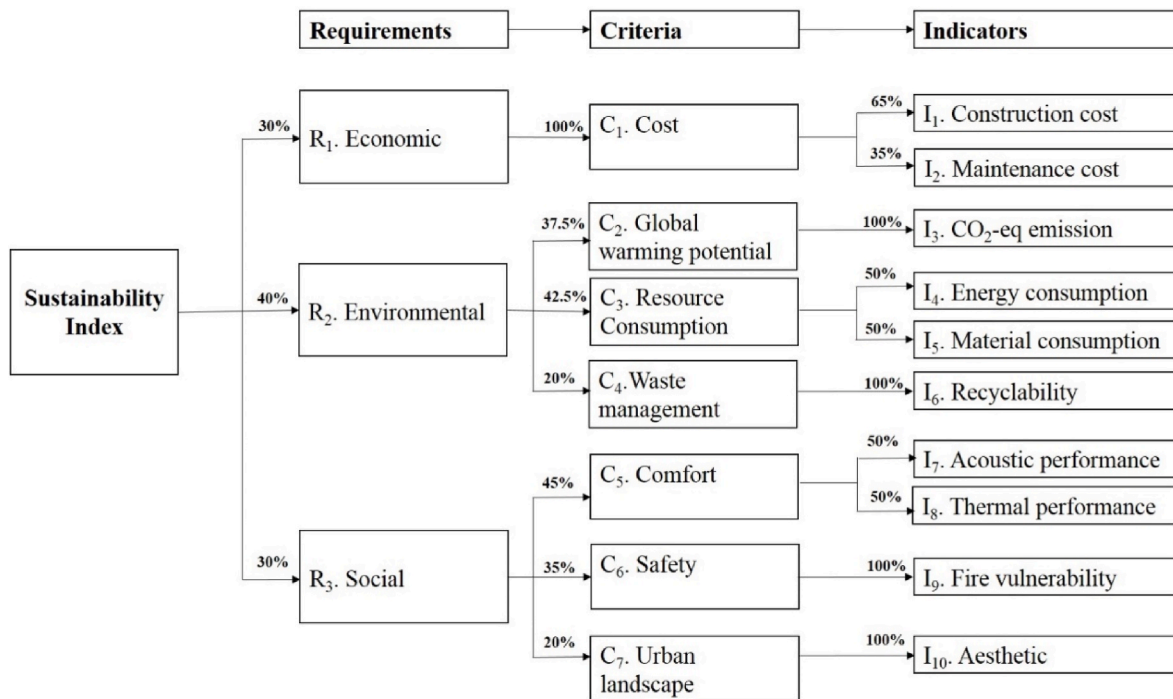 Requirements
Criteria
Indicators
Sustainability
Index
30%
R₁. Economic
100%
C₁. Cost
65%
I₁. Construction cost
35%
I₂. Maintenance cost
40%
R₂. Environmental
37.5%
C₂. Global
warming potential
100%
I₃. CO₂-eq emission
42.5%
C₃. Resource
Consumption
50%
I₄. Energy consumption
50%
I₅. Material consumption
20%
C₄.Waste
management
100%
I₆. Recyclability
30%
R₃. Social
45%
C₅. Comfort
50%
I₇. Acoustic performance
50%
I₈. Thermal performance
35%
C₆. Safety
100%
I₉. Fire vulnerability
20%
C₇. Urban
landscape
100%
I₁₀. Aesthetic